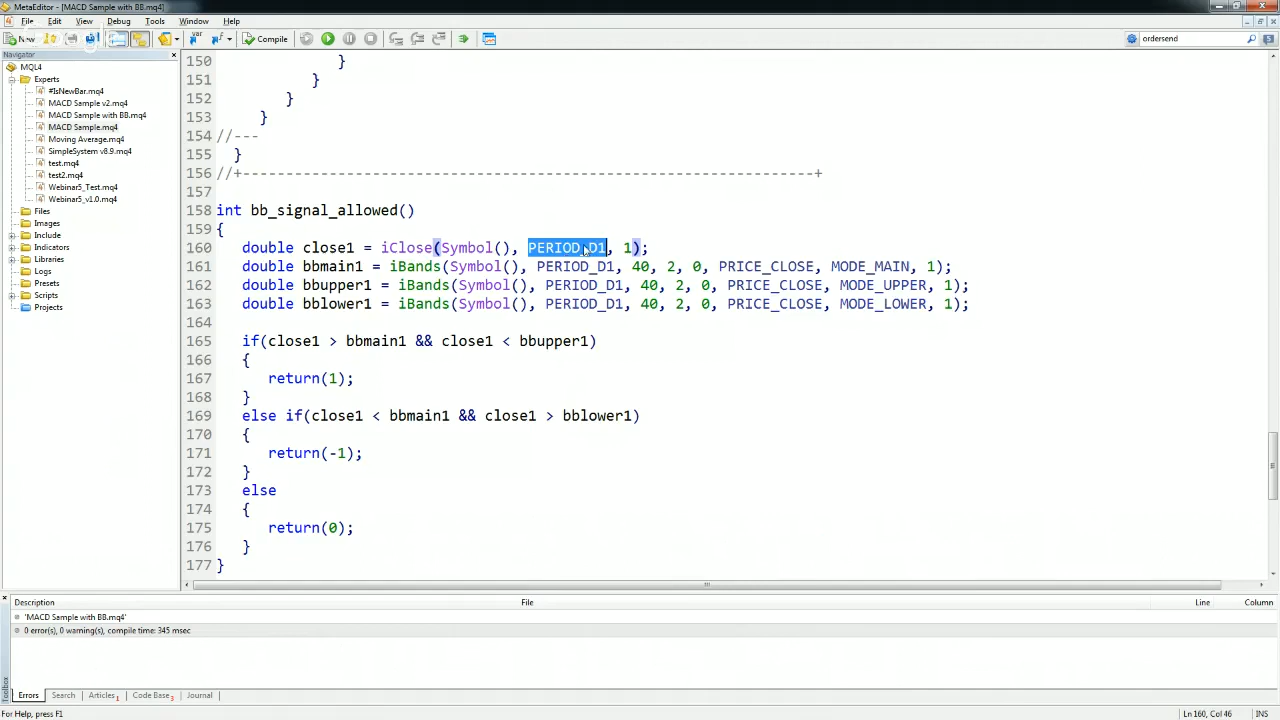 MetaEditor - [MACD Sample with BB.mq4]
File Edit View Debug Tools Window Help
New Compile ordersend
Navigator
MQL4
Experts
#IsNewBar.mq4
MACD Sample v2.mq4
MACD Sample with BB.mq4
MACD Sample.mq4
Moving Average.mq4
SimpleSystem v8.9.mq4
test.mq4
test2.mq4
Webinar5_Test.mq4
Webinar5_v1.0.mq4
Files
Images
Include
Indicators
Libraries
Logs
Presets
Scripts
Projects
150 }
151 }
152 }
153 }
154 //---
155 }
156 //+------------------------------------------------------------------+
157
158 int bb_signal_allowed()
159 {
160 double close1 = iClose(Symbol(), PERIOD_D1, 1);
161 double bbmain1 = iBands(Symbol(), PERIOD_D1, 40, 2, 0, PRICE_CLOSE, MODE_MAIN, 1);
162 double bbupper1 = iBands(Symbol(), PERIOD_D1, 40, 2, 0, PRICE_CLOSE, MODE_UPPER, 1);
163 double bblower1 = iBands(Symbol(), PERIOD_D1, 40, 2, 0, PRICE_CLOSE, MODE_LOWER, 1);
164
165 if(close1 > bbmain1 && close1 < bbupper1)
166 {
167 return(1);
168 }
169 else if(close1 < bbmain1 && close1 > bblower1)
170 {
171 return(-1);
172 }
173 else
174 {
175 return(0);
176 }
177 }
Description File Line Column
'MACD Sample with BB.mq4'
0 error(s), 0 warning(s), compile time: 345 msec
Toolbox
Errors Search Articles 1 Code Base 3 Journal
For Help, press F1 Ln 160, Col 46 INS